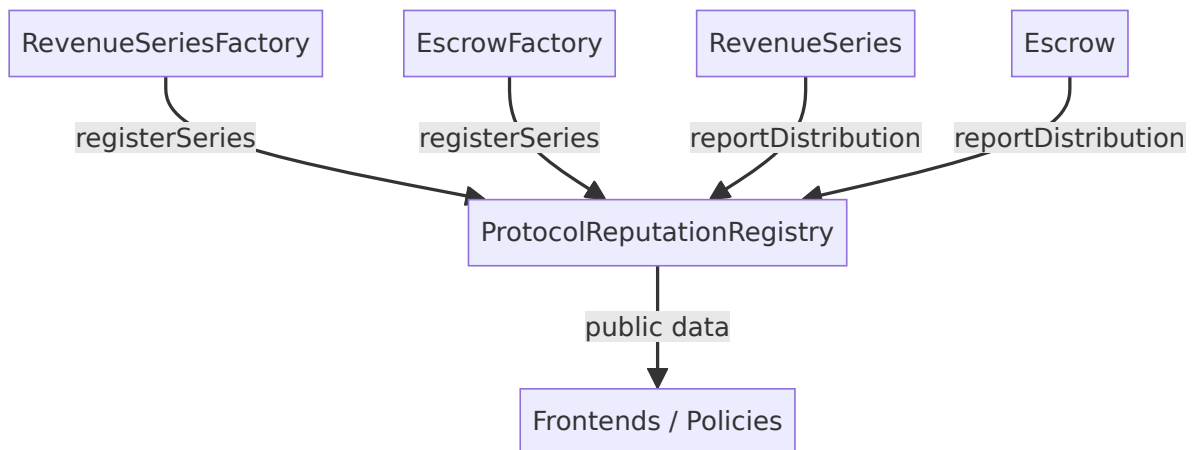 RevenueSeriesFactory
EscrowFactory
RevenueSeries
Escrow
registerSeries
registerSeries
reportDistribution
reportDistribution
ProtocolReputationRegistry
public data
Frontends / Policies